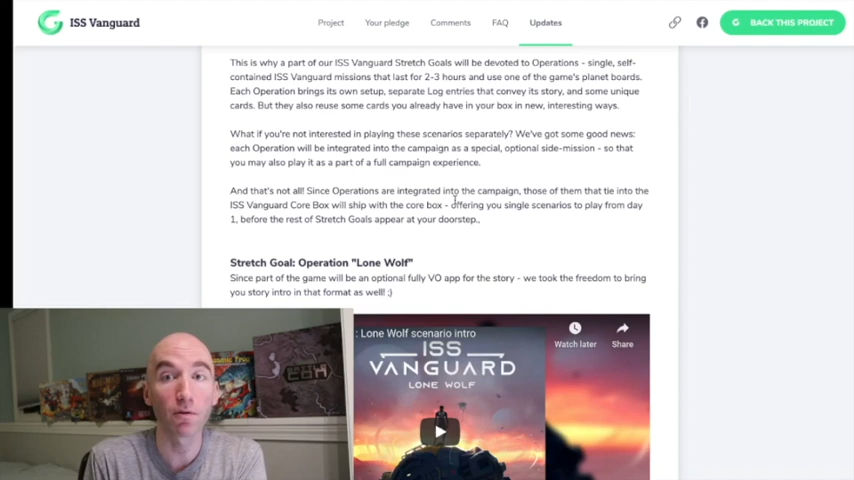 ISS Vanguard
Project
Your pledge
Comments
FAQ
Updates
G BACK THIS PROJECT
This is why a part of our ISS Vanguard Stretch Goals will be devoted to Operations - single, self-
contained ISS Vanguard missions that last for 2-3 hours and use one of the game's planet boards.
Each Operation brings its own setup, separate Log entries that convey its story, and some unique
cards. But they also reuse some cards you already have in your box in new, interesting ways.
What if you're not interested in playing these scenarios separately? We've got some good news:
each Operation will be integrated into the campaign as a special, optional side-mission - so that
you may also play it as a part of a full campaign experience.
And that's not all! Since Operations are integrated into the campaign, those of them that tie into the
ISS Vanguard Core Box will ship with the core box - offering you single scenarios to play from day
1, before the rest of Stretch Goals appear at your doorstep.,
Stretch Goal: Operation "Lone Wolf"
Since part of the game will be an optional fully VO app for the story - we took the freedom to bring
you story intro in that format as well! ;)
: Lone Wolf scenario intro
Watch later
Share
ISS
VANGUARD
LONE WOLF